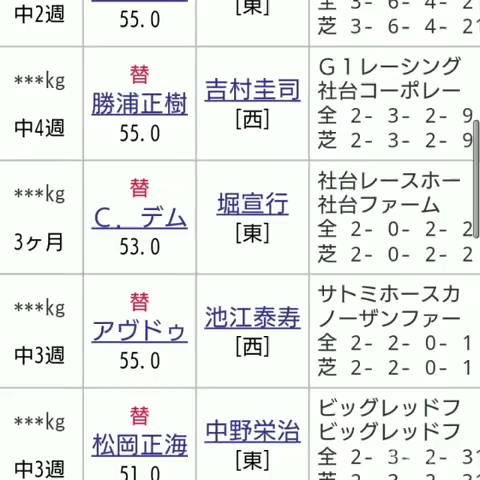 中2週
55.0
[東]
芝 3- 6- 4- 21
***kg
中4週
替
勝浦正樹
55.0
吉村圭司
[西]
G1レーシング
社台コーポレー
全 2- 3- 2- 9
芝 2- 3- 2- 9
***kg
3ヶ月
替
C．デム
53.0
堀宣行
[東]
社台レースホー
社台ファーム
全 2- 0- 2- 2
芝 2- 0- 2- 2
***kg
中3週
替
アヴドゥ
55.0
池江泰寿
[西]
サトミホースカ
ノーザンファー
全 2- 2- 0- 1
芝 2- 2- 0- 1
***kg
中3週
替
松岡正海
51.0
中野栄治
[東]
ビッグレッドフ
ビッグレッドフ
全 2- 3- 2- 31